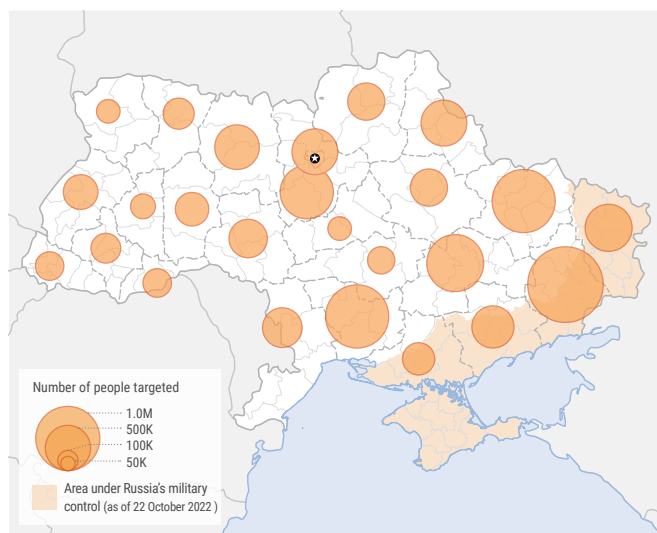 Number of people targeted
1.0M
500K
100K
50K
Area under Russia's military
control (as of 22 October 2022 )